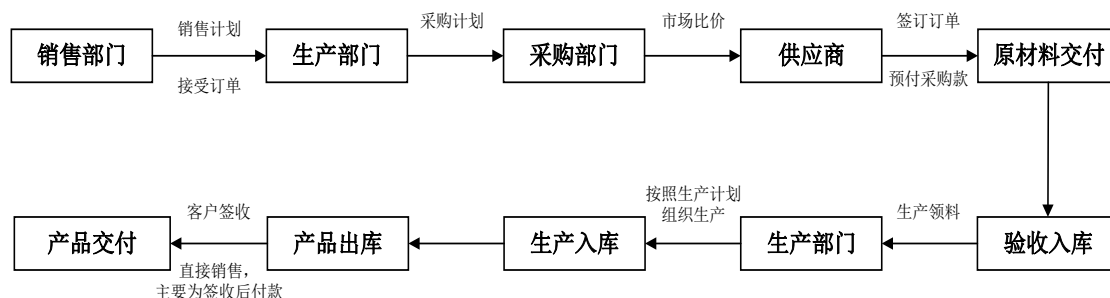 销售部门
销售计划
接受订单
生产部门
采购计划
采购部门
市场比价
供应商
签订订单
预付采购款
原材料交付
验收入库
生产领料
生产部门
按照生产计划
组织生产
生产入库
产品出库
客户签收
直接销售，
主要为签收后付款
产品交付